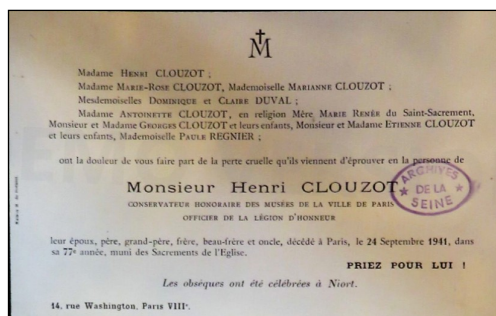 M
Madame HENRI CLOUZOT ;
Madame MARIE-ROSE CLOUZOT, Mademoiselle MARIANNE CLOUZOT ;
Mesdemoiselles DOMINIQUE et CLAIRE DUVAL ;
Madame ANTOINETTE CLOUZOT, en religion Mère MARIE RENÉE du Saint-Sacrement,
Monsieur et Madame GEORGES CLOUZOT et leurs enfants, Monsieur et Madame ETIENNE CLOUZOT
et leurs enfants, Mademoiselle PAULE REGNIER ;
ont la douleur de vous faire part de la perte cruelle qu'ils viennent d'éprouver en la personne de
Monsieur Henri CLOUZOT
CONSERVATEUR HONORAIRE DES MUSÉES DE LA VILLE DE PARIS
OFFICIER DE LA LÉGION D'HONNEUR
ARCHIVES
DE LA
SEINE
leur époux, père, grand-père, frère, beau-frère et oncle, décédé à Paris, le 24 Septembre 1941, dans
sa 77e année, muni des Sacrements de l'Eglise.
PRIEZ POUR LUI !
Les obsèques ont été célébrées à Niort.
14, rue Washington, Paris VIIIe.